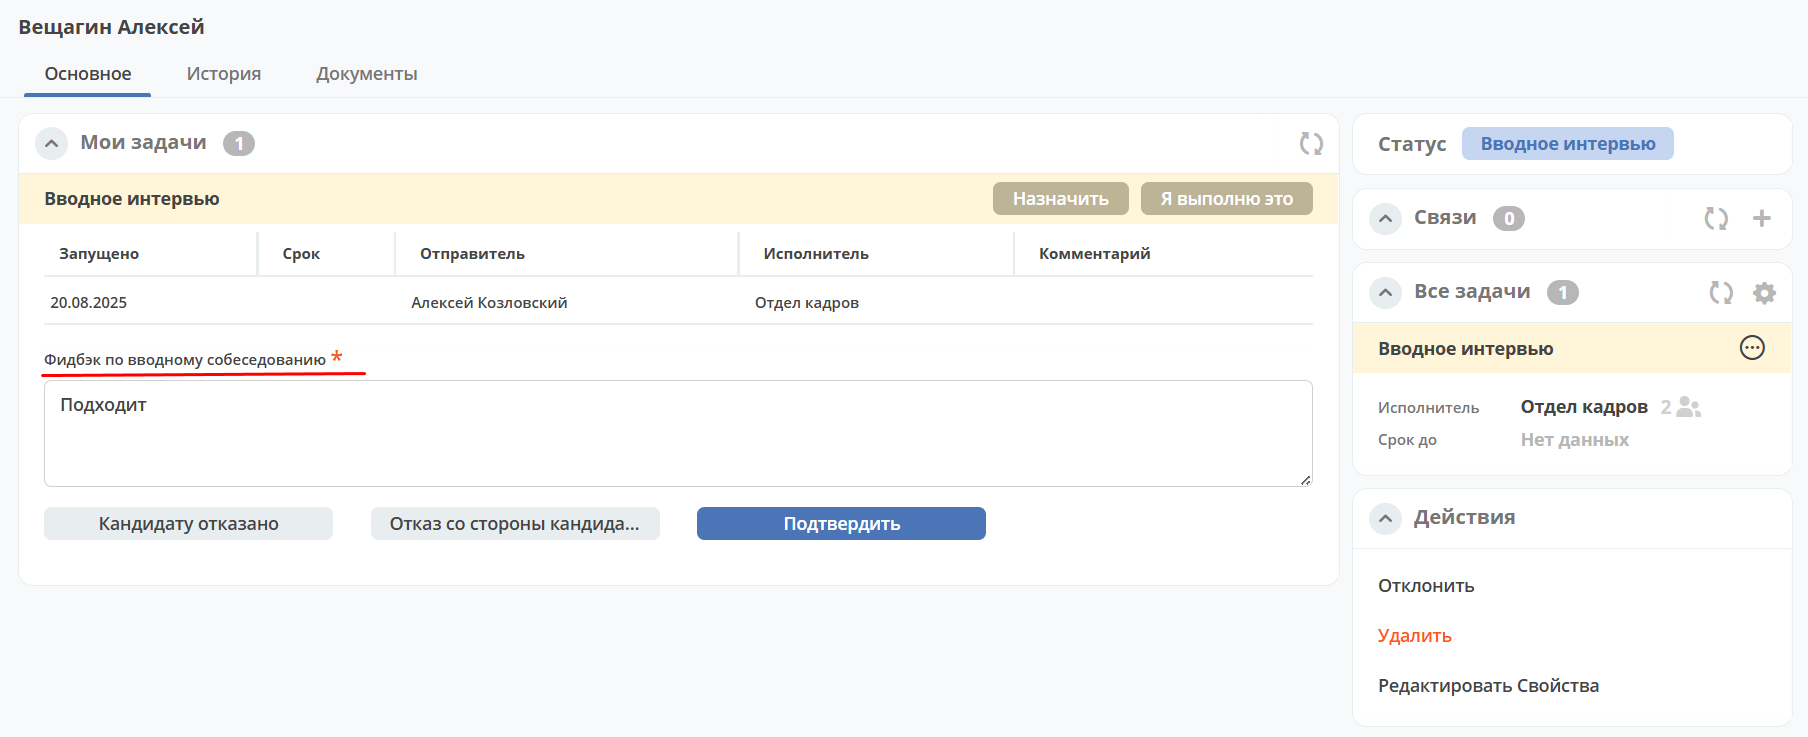 Вещагин Алексей
Основное История Документы
Мои задачи 1
Вводное интервью Назначить Я выполню это
Запущено Срок Отправитель Исполнитель Комментарий
20.08.2025 Алексей Козловский Отдел кадров
Фидбэк по вводному собеседованию *
Подходит
Кандидату отказано Отказ со стороны кандида... Подтвердить
Статус Вводное интервью
Связи 0
Все задачи 1
Вводное интервью
Исполнитель Отдел кадров 2
Срок до Нет данных
Действия
Отклонить
Удалить
Редактировать Свойства